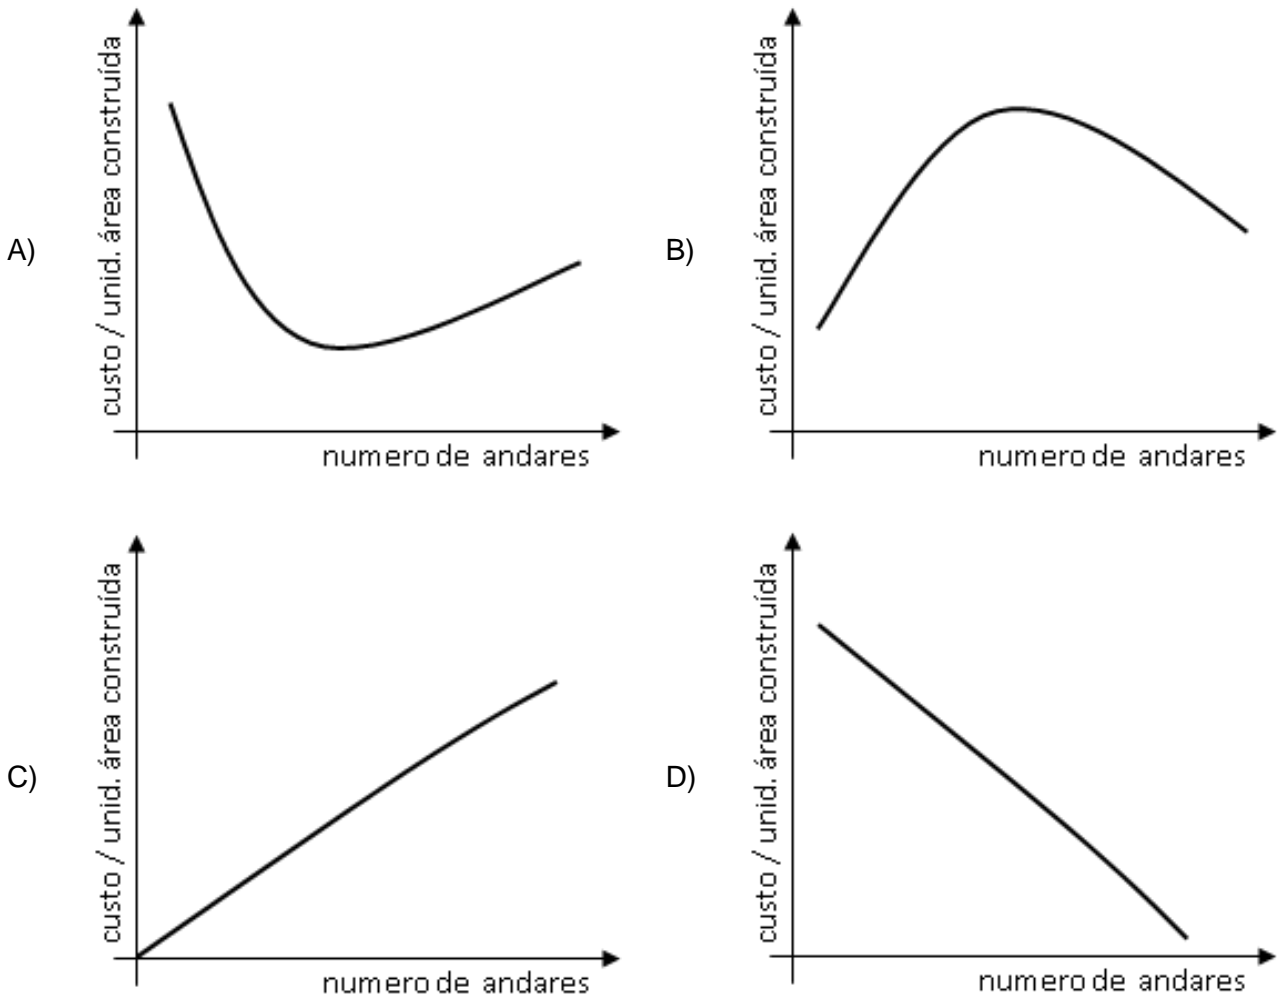 A)
custo / unid. área construída
numero de andares
B)
custo / unid. área construída
numero de andares
C)
custo / unid. área construída
numero de andares
D)
custo / unid. área construída
numero de andares